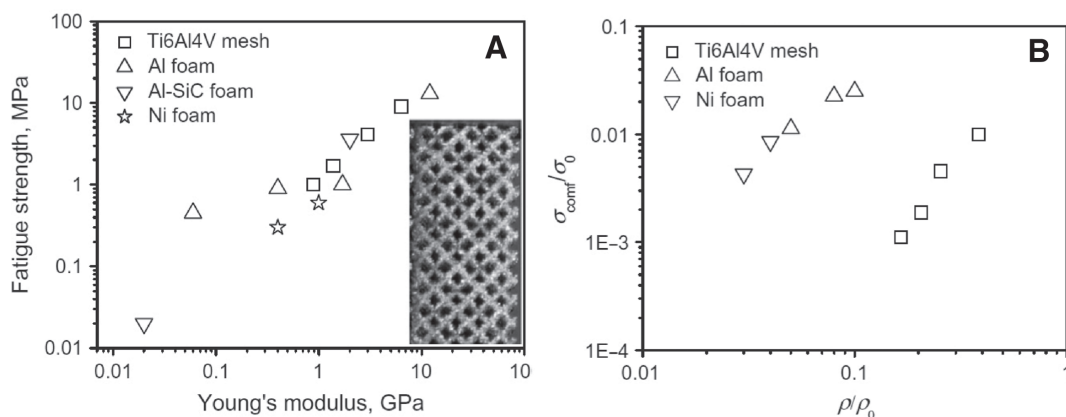 A
Ti6Al4V mesh
Al foam
Al-SiC foam
Ni foam
Fatigue strength, MPa
100
10
1
0.1
0.01
0.01
0.1
1
10
10
Young's modulus, GPa
B
Ti6Al4V mesh
Al foam
Ni foam
σcomf/σ0
0.1
0.01
1E−3
1E−4
0.01
0.1
1
ρ/ρ0